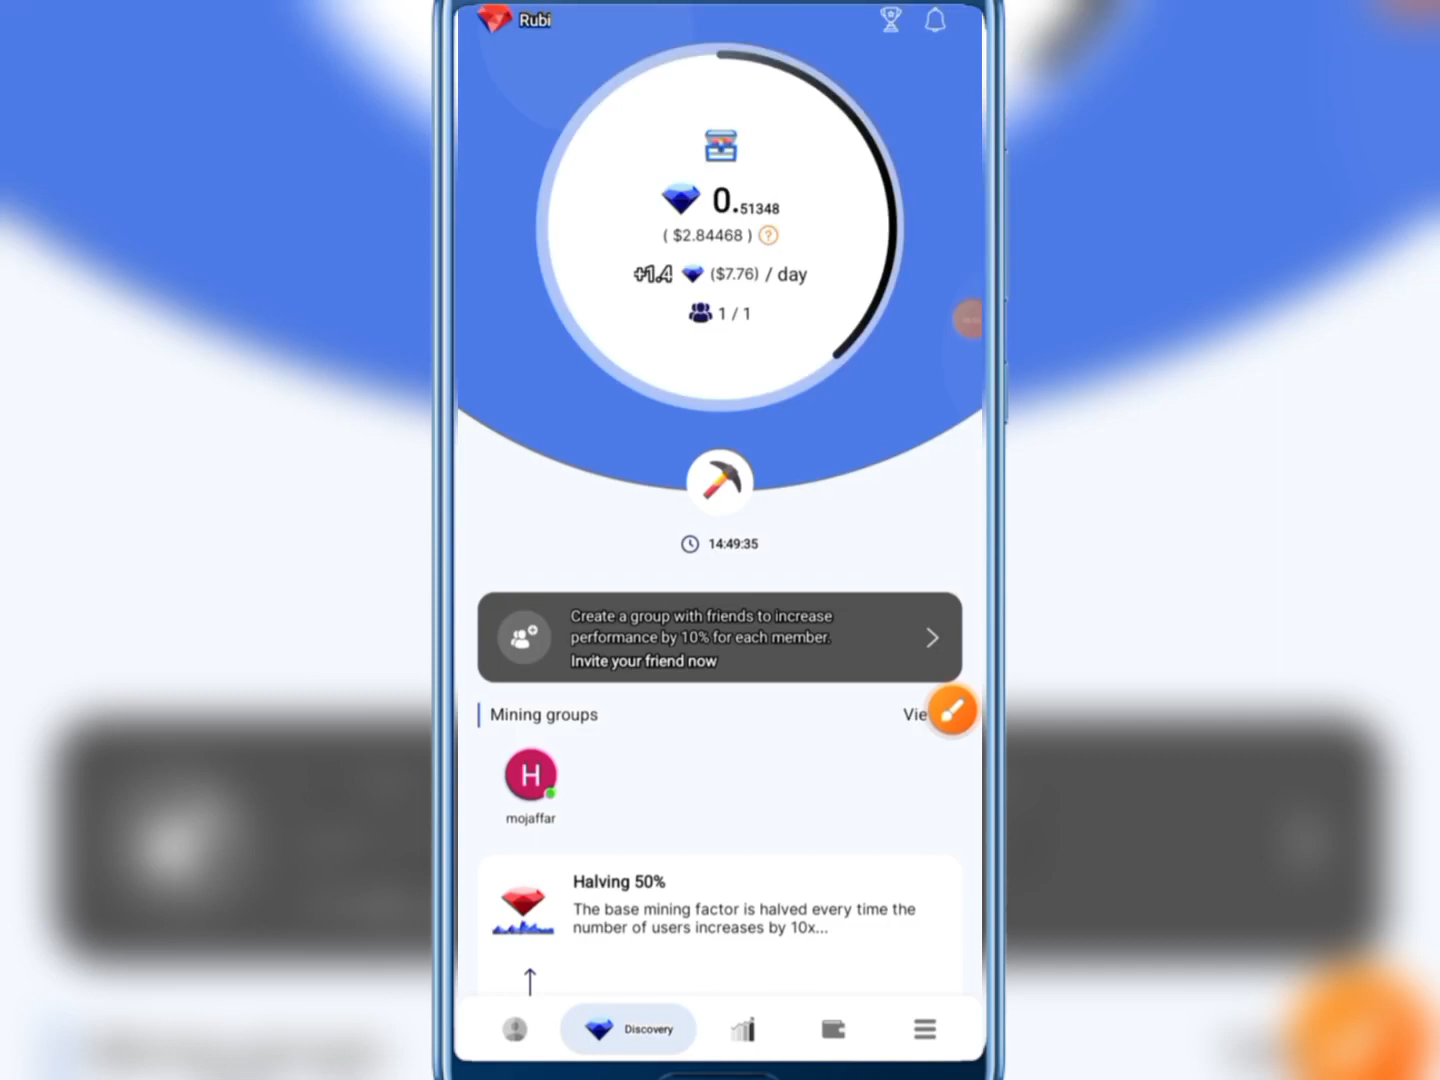 Rubi
0.51348
( $2.84468 ) ?
+1.4 ($7.76) / day
1 / 1
14:49:35
Create a group with friends to increase
performance by 10% for each member.
Invite your friend now
Mining groups
Vie
H
mojaffar
Halving 50%
The base mining factor is halved every time the
number of users increases by 10x...
Discovery